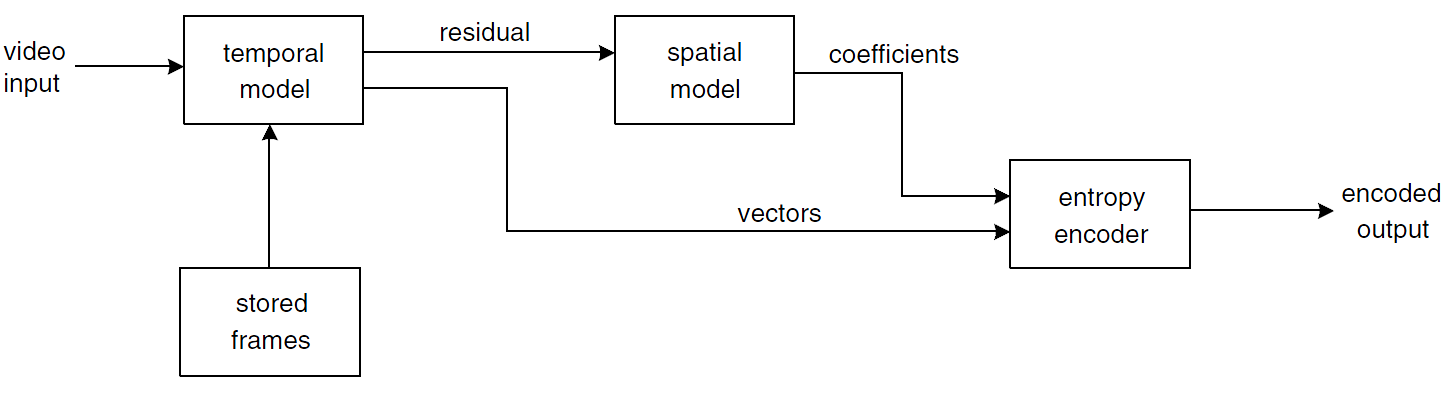 video
input
temporal
model
residual
spatial
model
coefficients
vectors
entropy
encoder
encoded
output
stored
frames